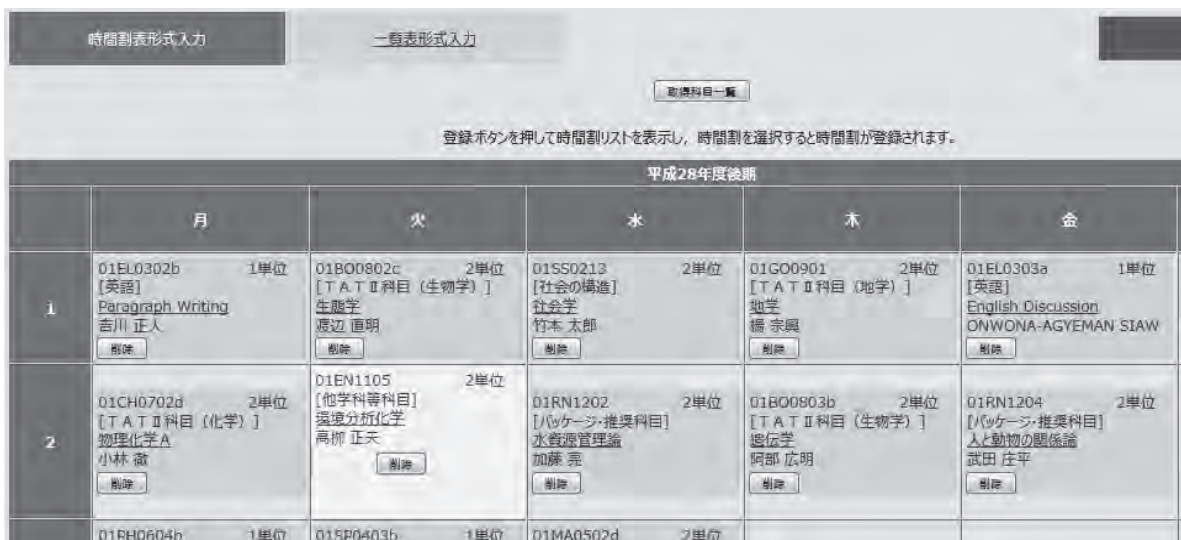 時間割表形式入力 一覧表形式入力
取得科目一覧
登録ボタンを押して時間割リストを表示し，時間割を選択すると時間割が登録されます。
平成28年度後期
月 火 水 木 金
1
01EL0302b 1単位
[英語]
Paragraph Writing
吉川 正人
削除
01BO0802c 2単位
[ＴＡＴⅡ科目（生物学）]
生態学
渡辺 直明
削除
01SS0213 2単位
[社会の構造]
社会学
竹本 太郎
削除
01GO0901 2単位
[ＴＡＴⅡ科目（地学）]
地学
楊 宗興
削除
01EL0303a 1単位
[英語]
English Discussion
ONWONA-AGYEMAN SIAW
削除
2
01CH0702d 2単位
[ＴＡＴⅡ科目（化学）]
物理化学Ａ
小林 徹
削除
01EN1105 2単位
[他学科等科目]
環境分析化学
高柳 正夫
削除
01RN1202 2単位
[パッケージ･推奨科目]
水資源管理論
加藤 亮
削除
01BO0803b 2単位
[ＴＡＴⅡ科目（生物学）]
遺伝学
阿部 広明
削除
01RN1204 2単位
[パッケージ･推奨科目]
人と動物の関係論
武田 庄平
削除
01PH0604b 1単位 01SP0403b 1単位 01MA0502d 2単位